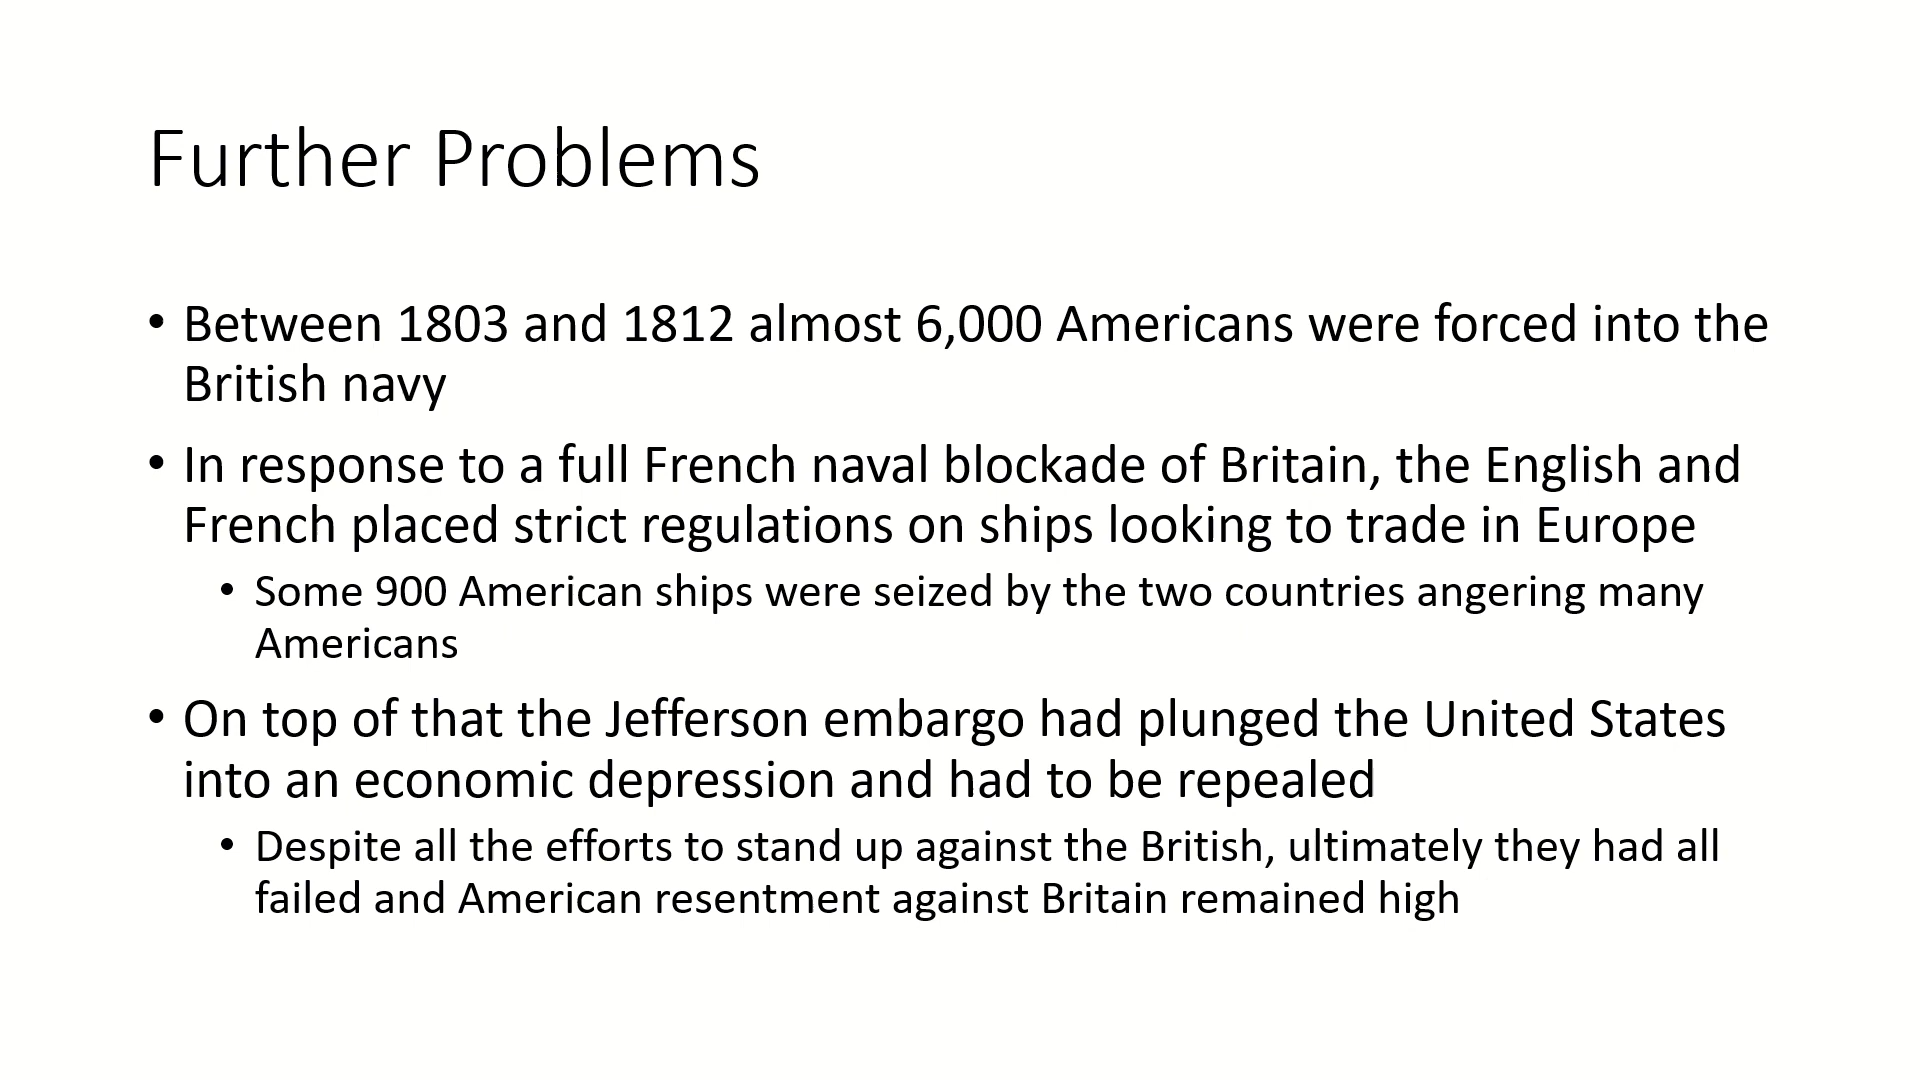 Further Problems
• Between 1803 and 1812 almost 6,000 Americans were forced into the
British navy
• In response to a full French naval blockade of Britain, the English and
French placed strict regulations on ships looking to trade in Europe
• Some 900 American ships were seized by the two countries angering many
Americans
• On top of that the Jefferson embargo had plunged the United States
into an economic depression and had to be repealed
• Despite all the efforts to stand up against the British, ultimately they had all
failed and American resentment against Britain remained high